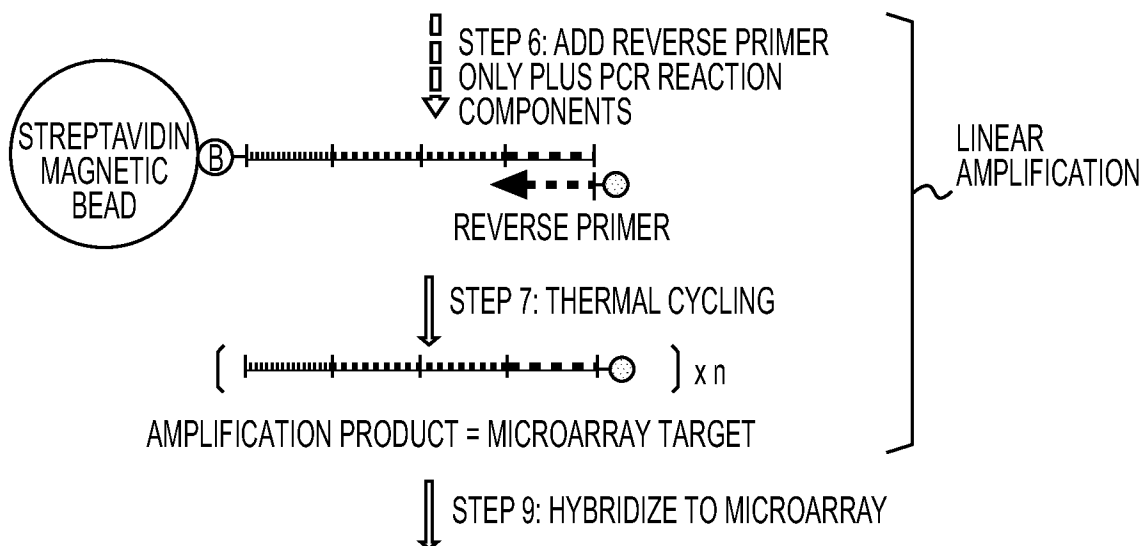 STEP 6: ADD REVERSE PRIMER
ONLY PLUS PCR REACTION
COMPONENTS
STREPTAVIDIN
MAGNETIC
BEAD
B
REVERSE PRIMER
LINEAR
AMPLIFICATION
STEP 7: THERMAL CYCLING
x n
AMPLIFICATION PRODUCT = MICROARRAY TARGET
STEP 9: HYBRIDIZE TO MICROARRAY